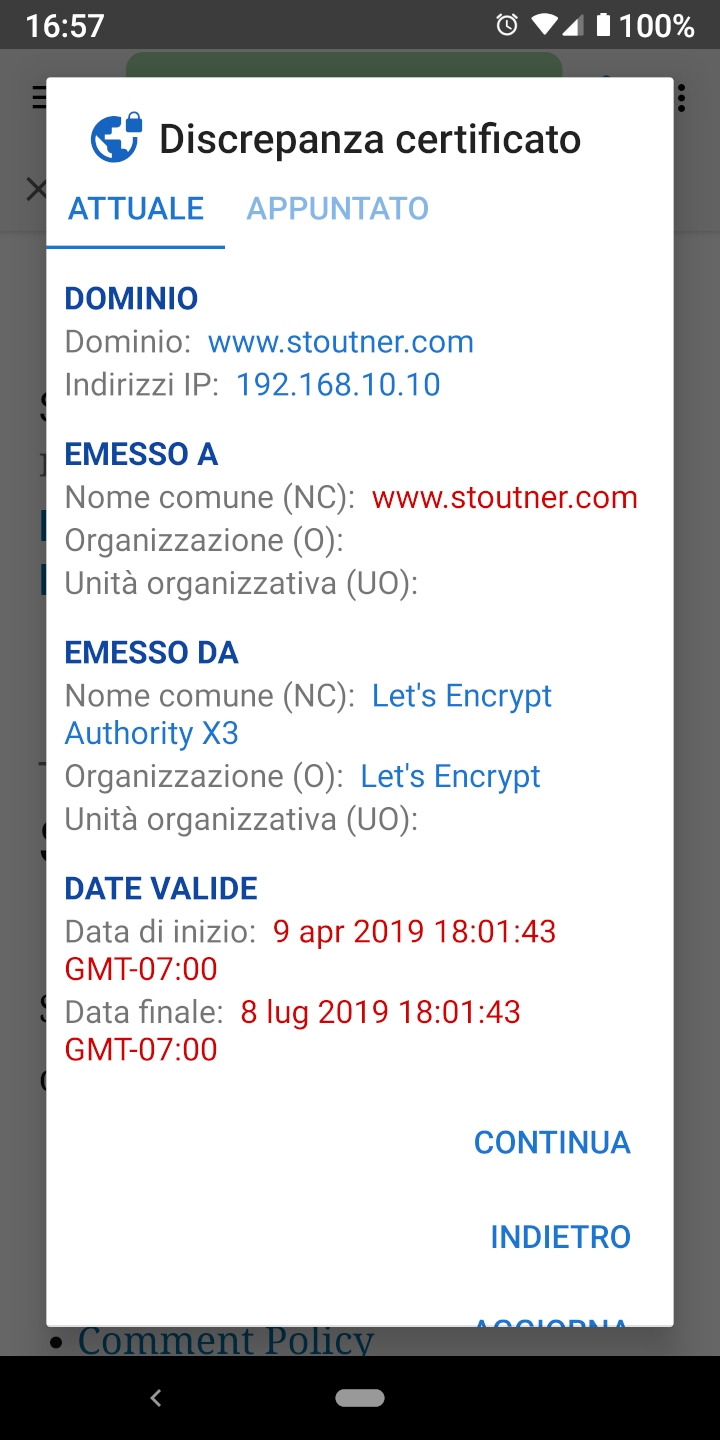 16:57
100%
Discrepanza certificato
ATTUALE
APPUNTATO
DOMINIO
Dominio: www.stoutner.com
Indirizzi IP: 192.168.10.10
EMESSO A
Nome comune (NC): www.stoutner.com
Organizzazione (O):
Unità organizzativa (UO):
EMESSO DA
Nome comune (NC): Let's Encrypt
Authority X3
Organizzazione (O): Let's Encrypt
Unità organizzativa (UO):
DATE VALIDE
Data di inizio: 9 apr 2019 18:01:43
GMT-07:00
Data finale: 8 lug 2019 18:01:43
GMT-07:00
CONTINUA
INDIETRO
AGGIORNA
Comment Policy